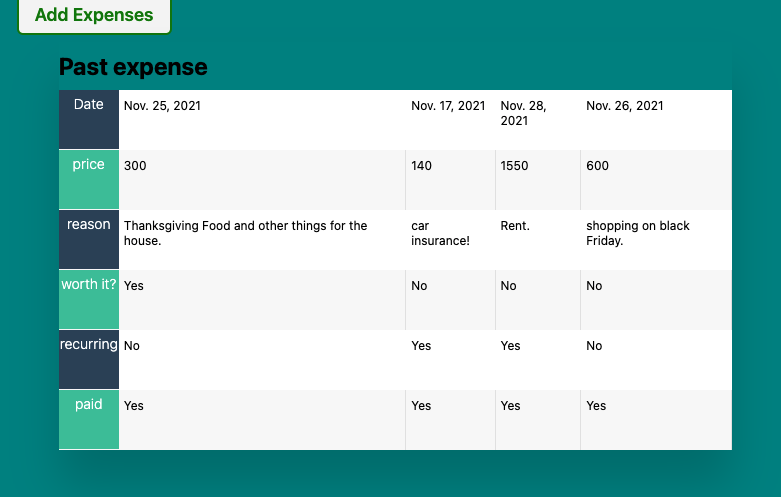 Add Expenses
Past expense
Date Nov. 25, 2021 Nov. 17, 2021 Nov. 28, 2021 Nov. 26, 2021
price 300 140 1550 600
reason Thanksgiving Food and other things for the house. car insurance! Rent. shopping on black Friday.
worth it? Yes No No No
recurring No Yes Yes No
paid Yes Yes Yes Yes